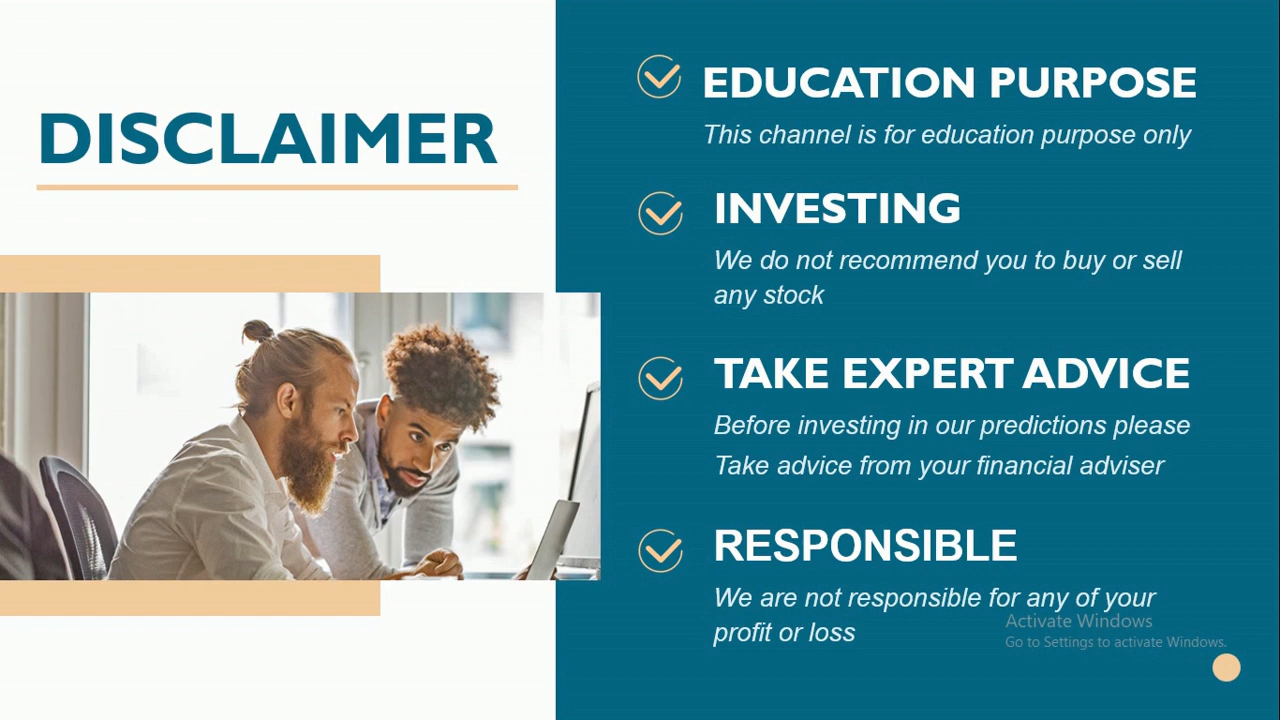 DISCLAIMER
EDUCATION PURPOSE
This channel is for education purpose only
INVESTING
We do not recommend you to buy or sell
any stock
TAKE EXPERT ADVICE
Before investing in our predictions please
Take advice from your financial adviser
RESPONSIBLE
We are not responsible for any of your
profit or loss
Activate Windows
Go to Settings to activate Windows.